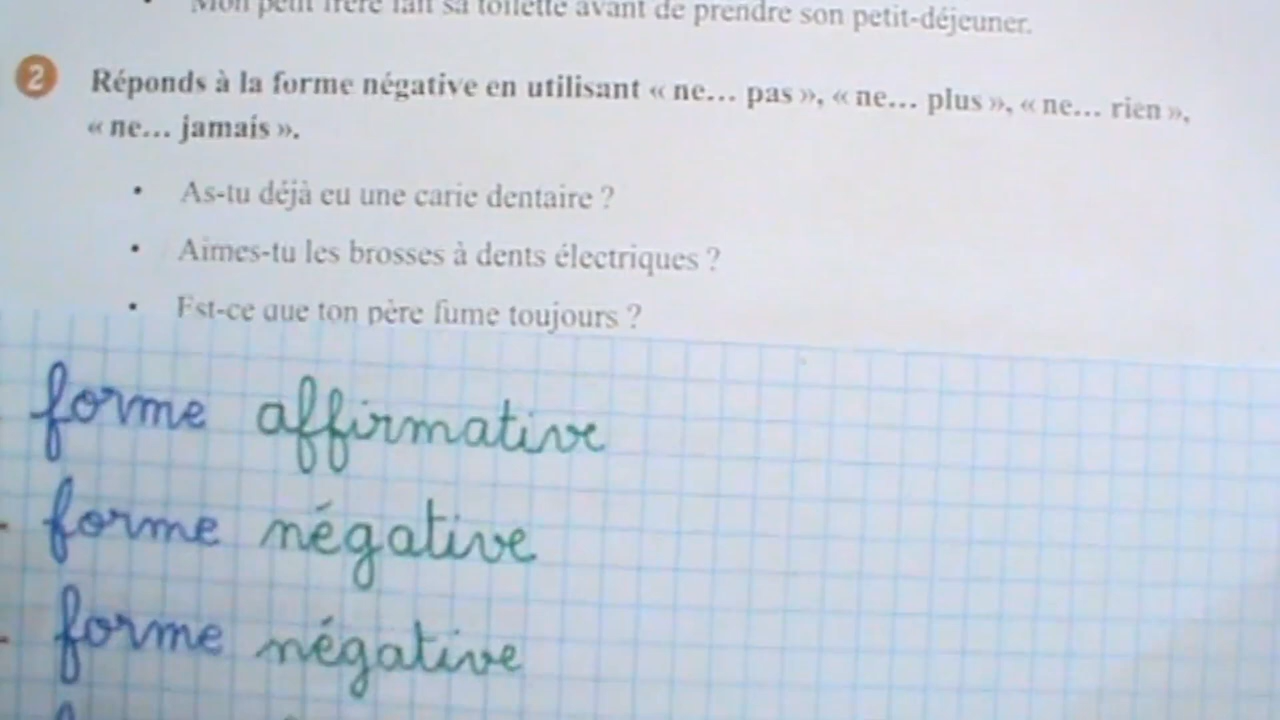 • Mon petit frère fait sa toilette avant de prendre son petit-déjeuner.
2 Réponds à la forme négative en utilisant « ne... pas », « ne... plus », « ne... rien »,
« ne... jamais ».
• As-tu déjà eu une carie dentaire ?
• Aimes-tu les brosses à dents électriques ?
• Est-ce que ton père fume toujours ?
forme affirmative
- forme négative
- forme négative